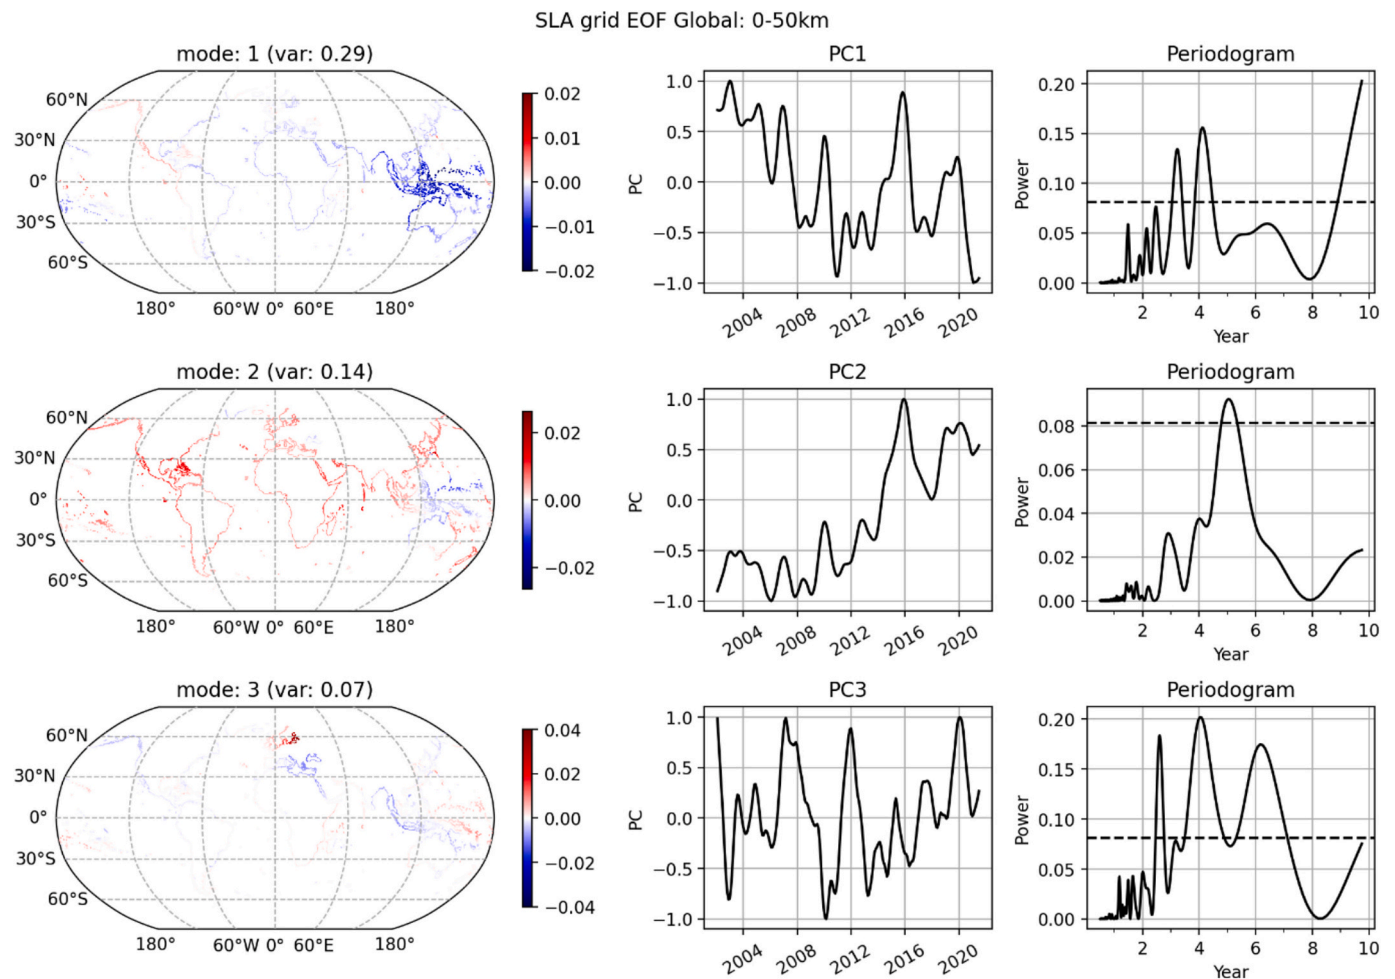 SLA grid EOF Global: 0-50km
mode: 1 (var: 0.29)
60°N
30°N
0°
30°S
60°S
180°
60°W 0° 60°E
180°
0.02
0.01
0.00
−0.01
−0.02
PC1
PC
1.0
0.5
0.0
−0.5
−1.0
2004
2008
2012
2016
2020
Periodogram
Power
0.20
0.15
0.10
0.05
0.00
2
4
6
8
10
Year
mode: 2 (var: 0.14)
60°N
30°N
0°
30°S
60°S
180°
60°W 0° 60°E
180°
0.02
0.00
−0.02
PC2
PC
1.0
0.5
0.0
−0.5
−1.0
2004
2008
2012
2016
2020
Periodogram
Power
0.08
0.06
0.04
0.02
0.00
2
4
6
8
10
Year
mode: 3 (var: 0.07)
60°N
30°N
0°
30°S
60°S
180°
60°W 0° 60°E
180°
0.04
0.02
0.00
−0.02
−0.04
PC3
PC
1.0
0.5
0.0
−0.5
−1.0
2004
2008
2012
2016
2020
Periodogram
Power
0.20
0.15
0.10
0.05
0.00
2
4
6
8
10
Year